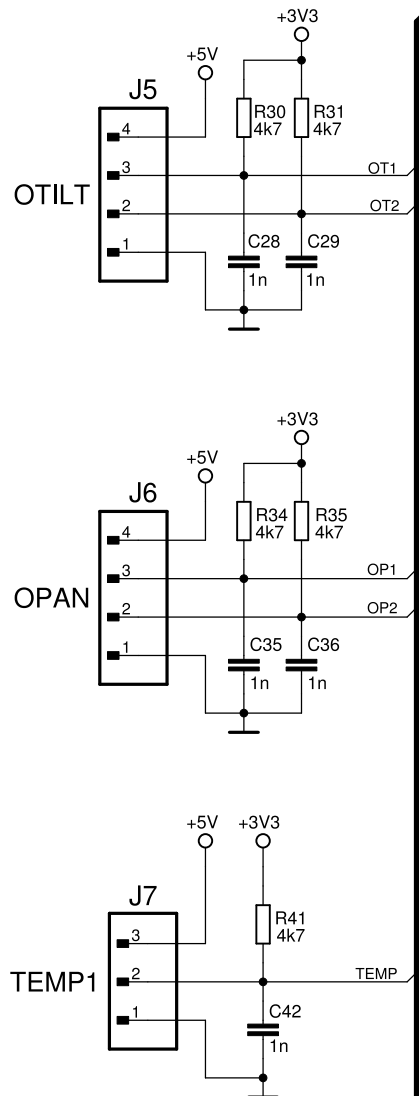 +3V3
+5V
J5
R30
4k7
R31
4k7
4
3
OT1
OTILT
2
OT2
1
C28
1n
C29
1n
+3V3
+5V
J6
R34
4k7
R35
4k7
4
3
OP1
OPAN
2
OP2
1
C35
1n
C36
1n
+5V
+3V3
J7
R41
4k7
3
TEMP1
2
TEMP
1
C42
1n